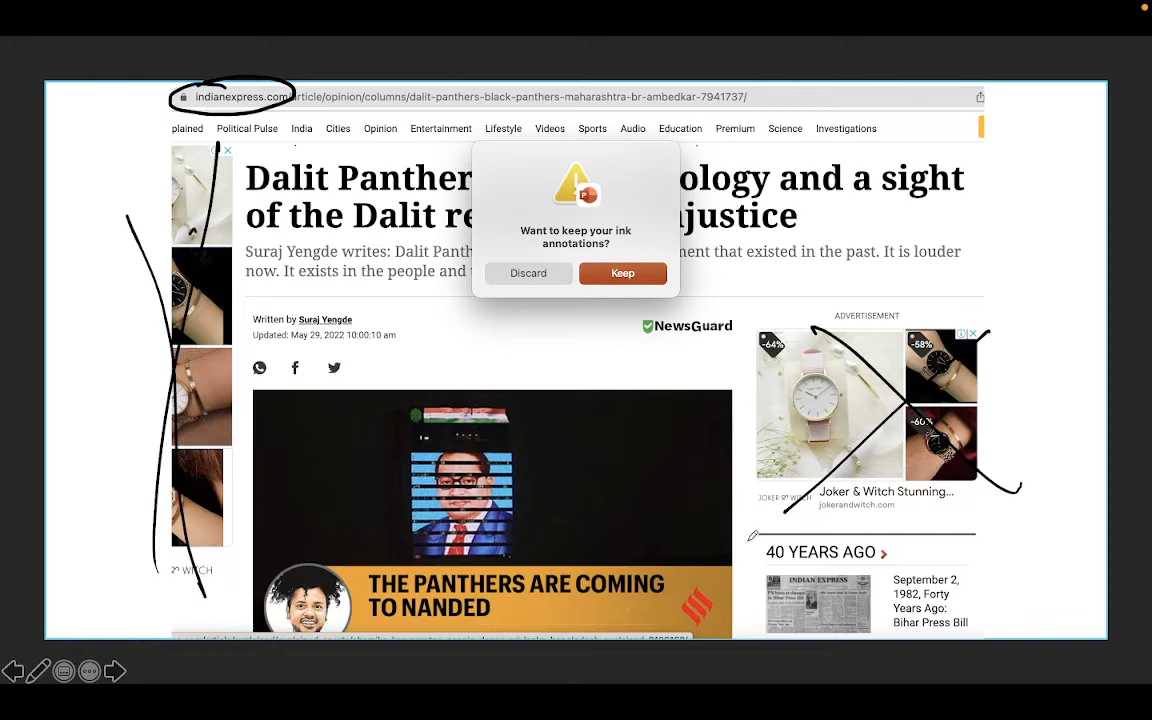 indianexpress.com/article/opinion/columns/dalit-panthers-black-panthers-maharashtra-br-ambedkar-7941737/
plained Political Pulse India Cities Opinion Entertainment Lifestyle Videos Sports Audio Education Premium Science Investigations
Dalit Panther ology and a sight
of the Dalit re justice
Suraj Yengde writes: Dalit Panth ment that existed in the past. It is louder
now. It exists in the people and
Want to keep your ink
annotations?
Discard Keep
Written by Suraj Yengde
Updated: May 29, 2022 10:00:10 am
NewsGuard
ADVERTISEMENT
-64%
-58%
-60%
JOKER & WITCH
Joker & Witch Stunning...
jokerandwitch.com
WITCH
THE PANTHERS ARE COMING
TO NANDED
40 YEARS AGO
INDIAN EXPRESS
September 2,
1982, Forty
Years Ago:
Bihar Press Bill